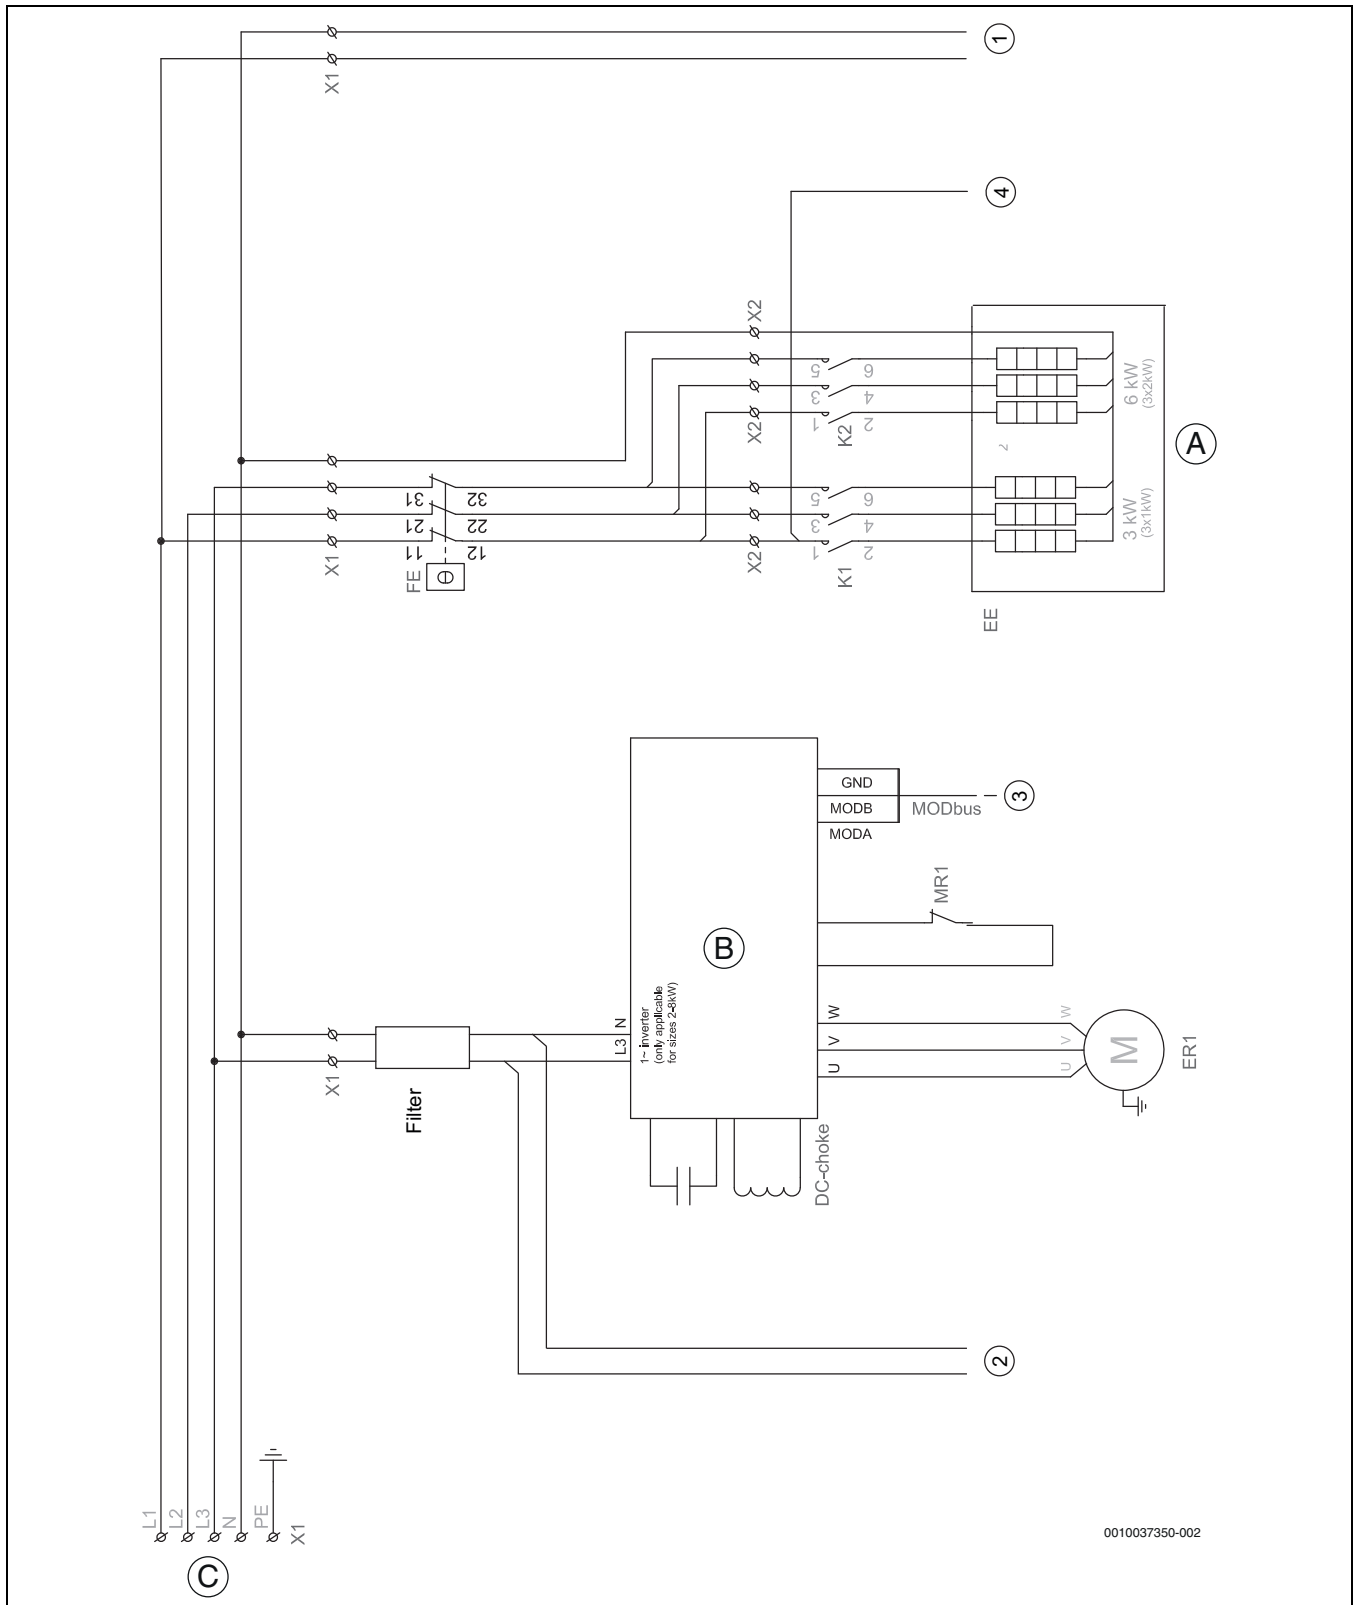 1
X1
4
X2
5
6
3
4
1
2
X2
K2
6 kW
(3x2kW)
A
2
31
32
21
22
11
12
X1
FE
Θ
5
6
3
4
1
2
X2
K1
3 kW
(3x1kW)
EE
GND
MODB
MODA
MODbus
3
MR1
B
1~ inverter
(only applicable
for sizes 2-8kW)
L3 N
X1
Filter
W
V
U
W
V
U
M
ER1
DC-choke
2
L1
L2
L3
N
PE
X1
C
0010037350-002